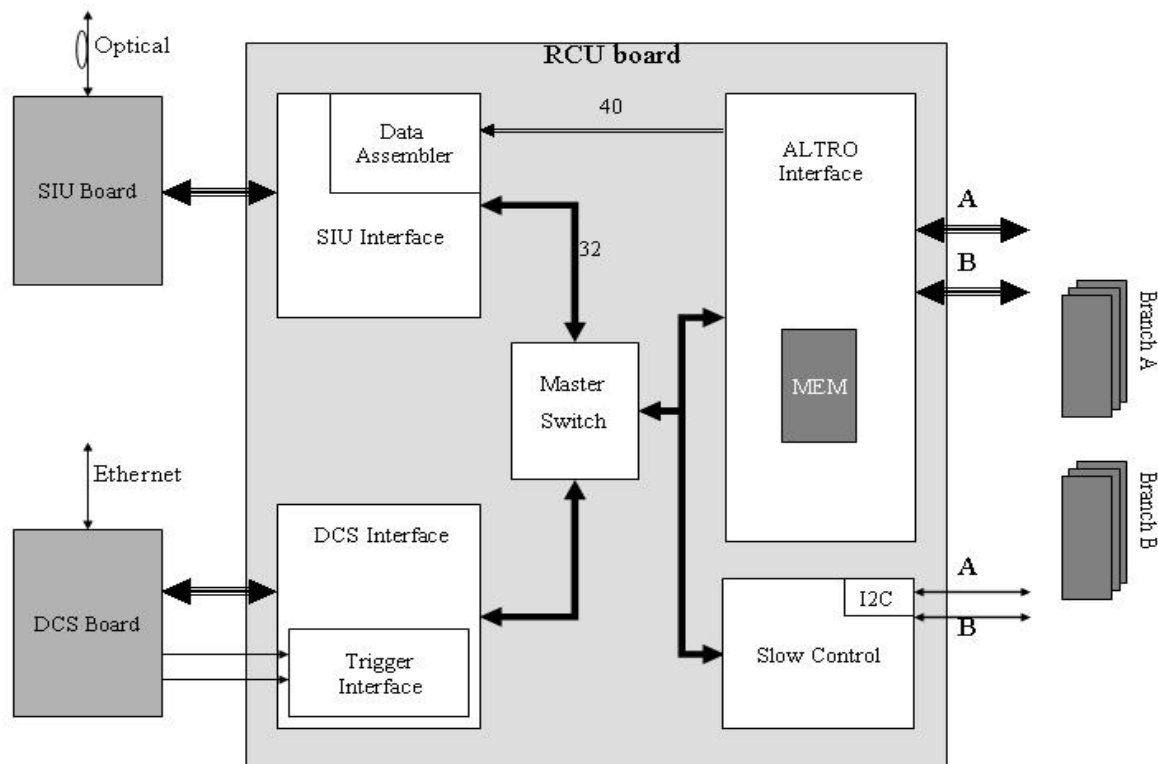 Optical
RCU board
40
Data
Assembler
ALTRO
Interface
SIU Board
SIU Interface
A
32
B
Branch A
Master
Switch
MEM
Ethernet
Branch B
DCS Interface
A
I2C
DCS Board
B
Slow Control
Trigger
Interface